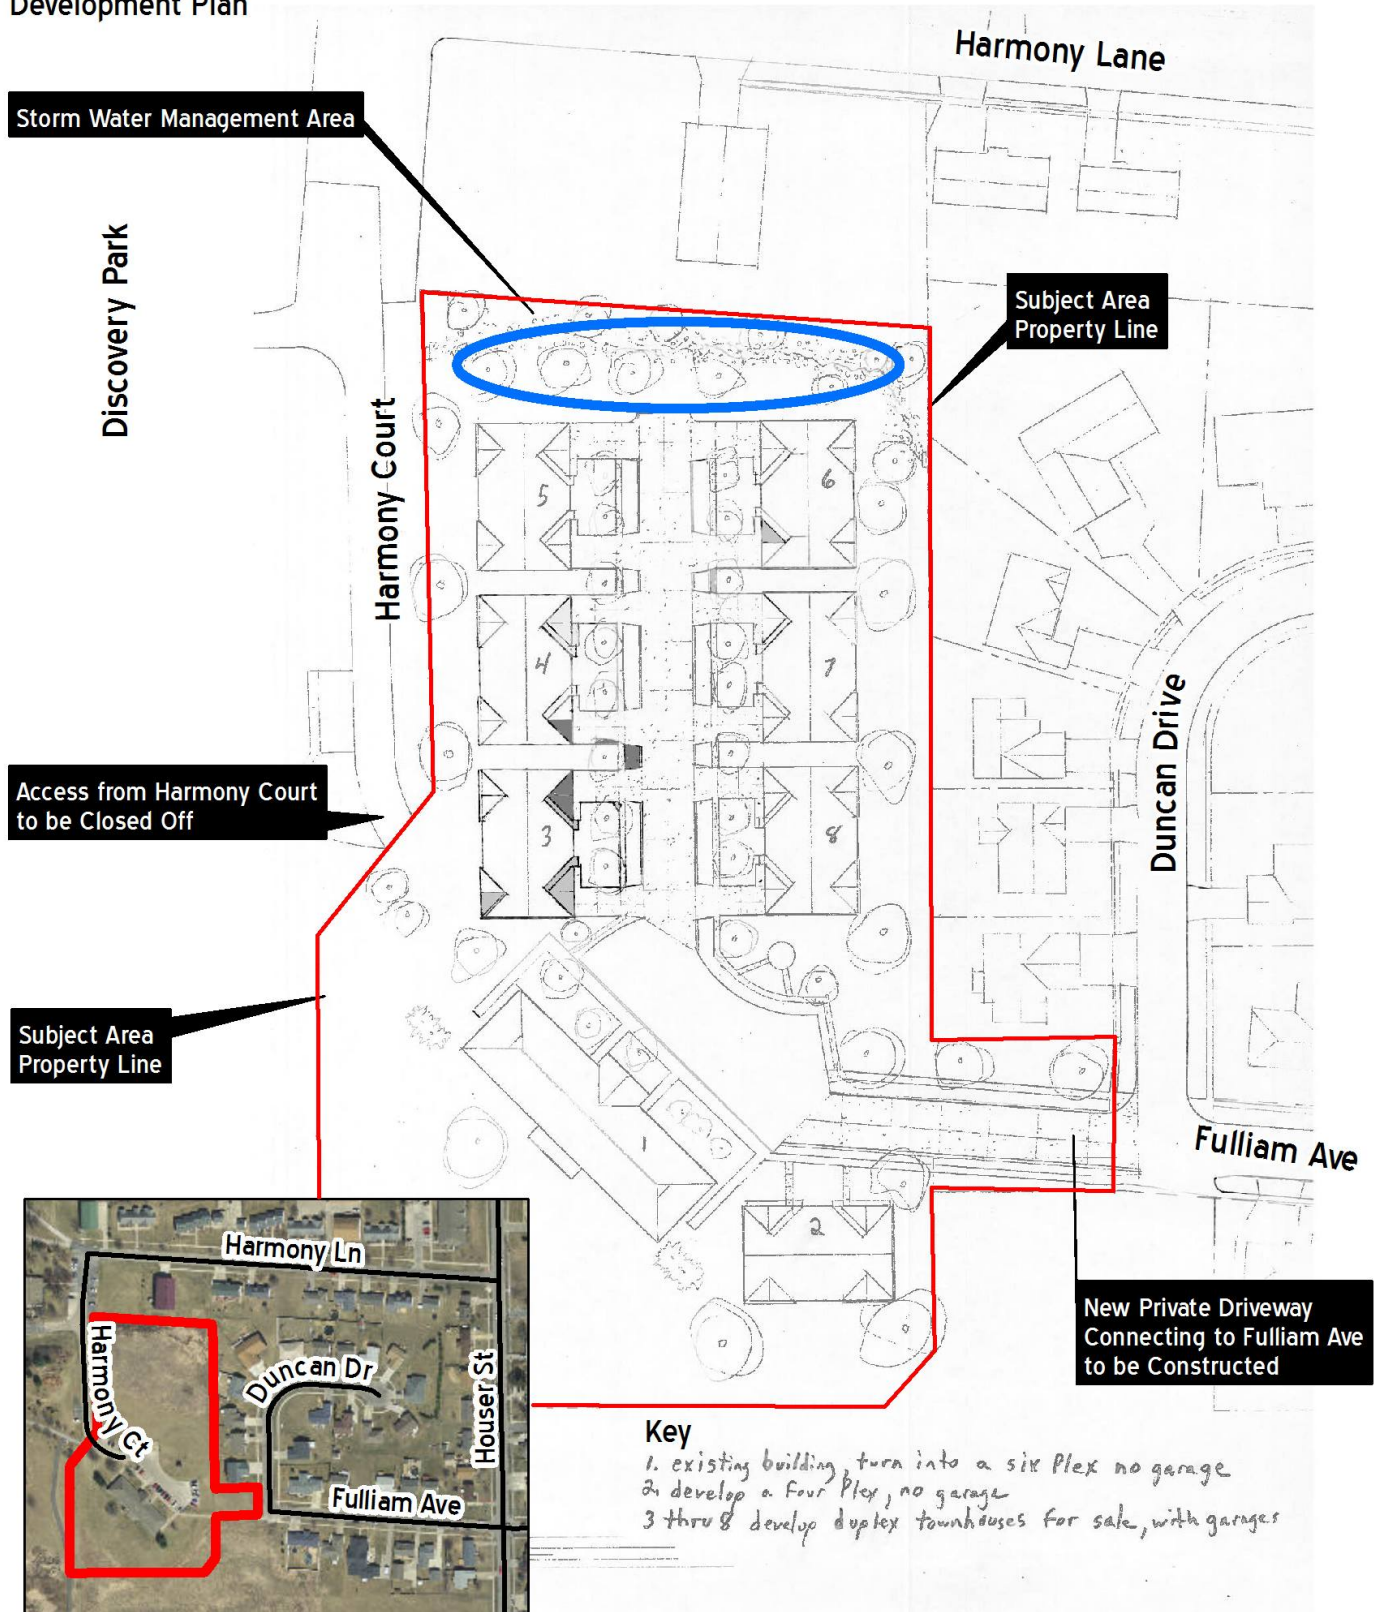 Development Plan
Harmony Lane
Storm Water Management Area
Discovery Park
Subject Area
Property Line
Harmony Court
5
6
4
7
3
8
Duncan Drive
Access from Harmony Court
to be Closed Off
Subject Area
Property Line
1
2
Fulliam Ave
New Private Driveway
Connecting to Fulliam Ave
to be Constructed
Harmony Ln
Harmony Ct
Duncan Dr
Houser St
Fulliam Ave
Key
1. existing building, turn into a six Plex no garage
2. develop a Four Plex, no garage
3 thru 8 develop duplex townhouses for sale, with garages